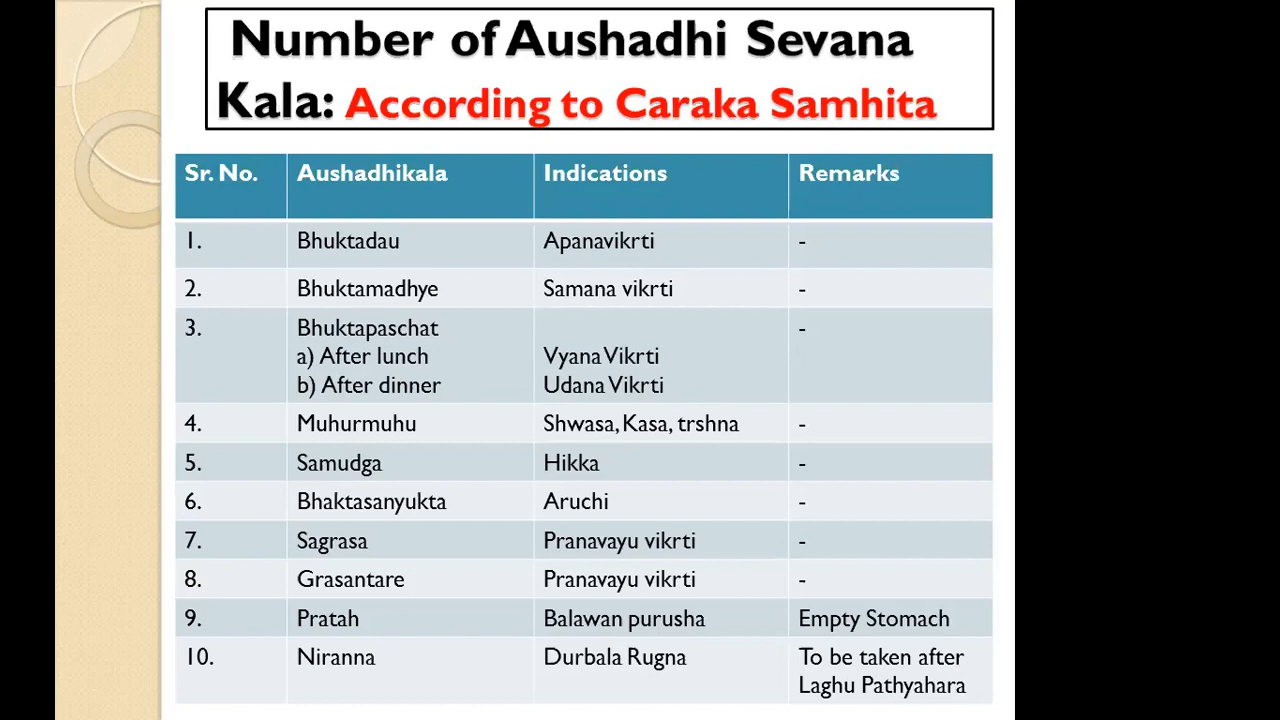 Number of Aushadhi Sevana
Kala: According to Caraka Samhita
Sr. No. Aushadhikala Indications Remarks
1. Bhuktadau Apanavikrti -
2. Bhuktamadhye Samana vikrti -
3. Bhuktapaschat -
a) After lunch Vyana Vikrti
b) After dinner Udana Vikrti
4. Muhurmuhu Shwasa, Kasa, trshna -
5. Samudga Hikka -
6. Bhaktasanyukta Aruchi -
7. Sagrasa Pranavayu vikrti -
8. Grasantare Pranavayu vikrti -
9. Pratah Balawan purusha Empty Stomach
10. Niranna Durbala Rugna To be taken after
Laghu Pathyahara